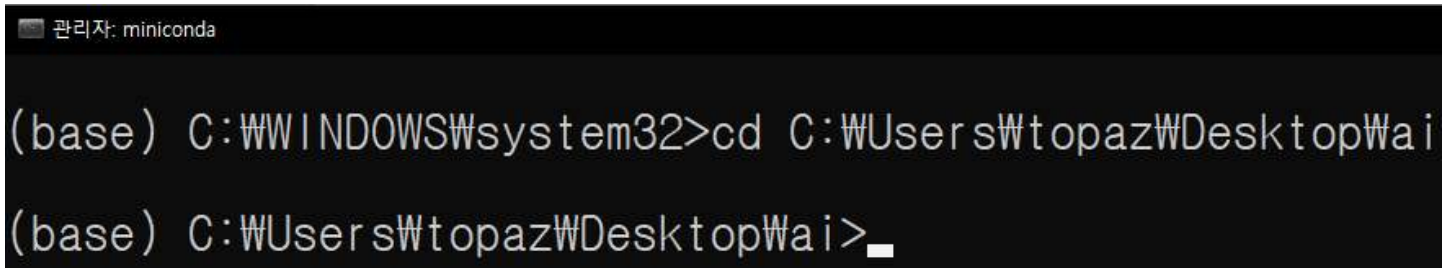 관리자: miniconda
(base) C:₩WINDOWS₩system32>cd C:₩Users₩topaz₩Desktop₩ai
(base) C:₩Users₩topaz₩Desktop₩ai>